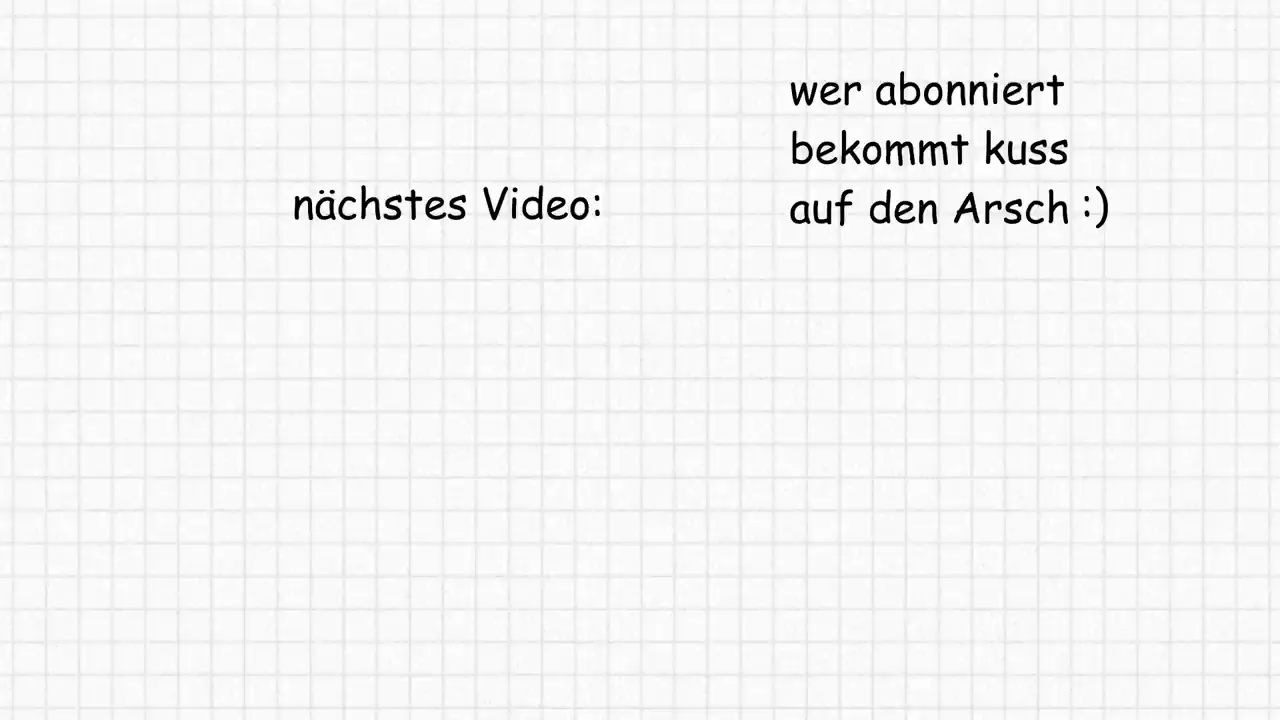 nächstes Video:
wer abonniert
bekommt kuss
auf den Arsch :)